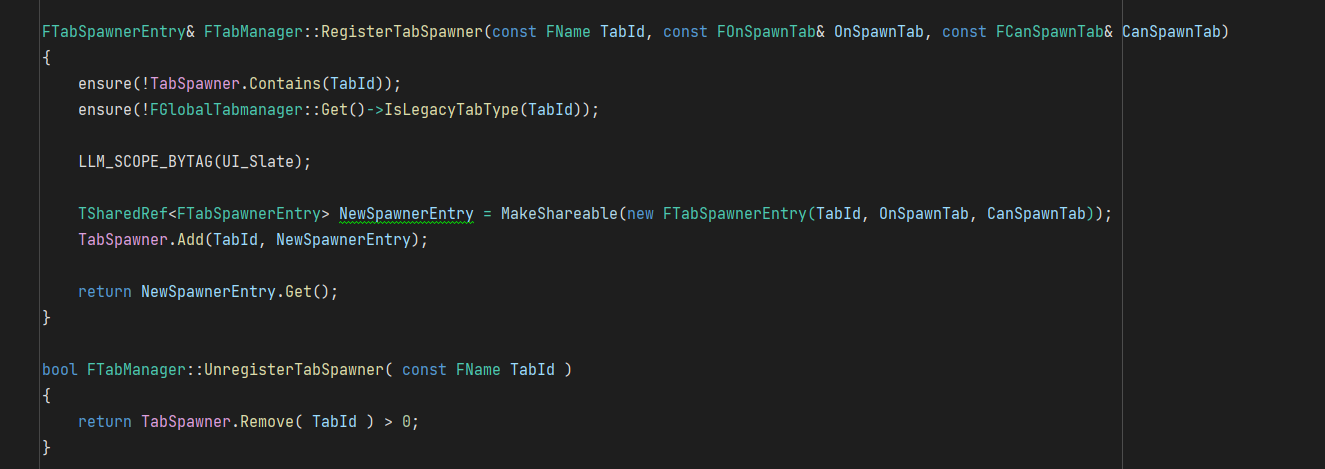 FTabSpawnerEntry& FTabManager::RegisterTabSpawner(const FName TabId, const FOnSpawnTab& OnSpawnTab, const FCanSpawnTab& CanSpawnTab)
{
    ensure(!TabSpawner.Contains(TabId));
    ensure(!FGlobalTabmanager::Get()->IsLegacyTabType(TabId));

    LLM_SCOPE_BYTAG(UI_Slate);

    TSharedRef<FTabSpawnerEntry> NewSpawnerEntry = MakeShareable(new FTabSpawnerEntry(TabId, OnSpawnTab, CanSpawnTab));
    TabSpawner.Add(TabId, NewSpawnerEntry);

    return NewSpawnerEntry.Get();
}

bool FTabManager::UnregisterTabSpawner( const FName TabId )
{
    return TabSpawner.Remove( TabId ) > 0;
}